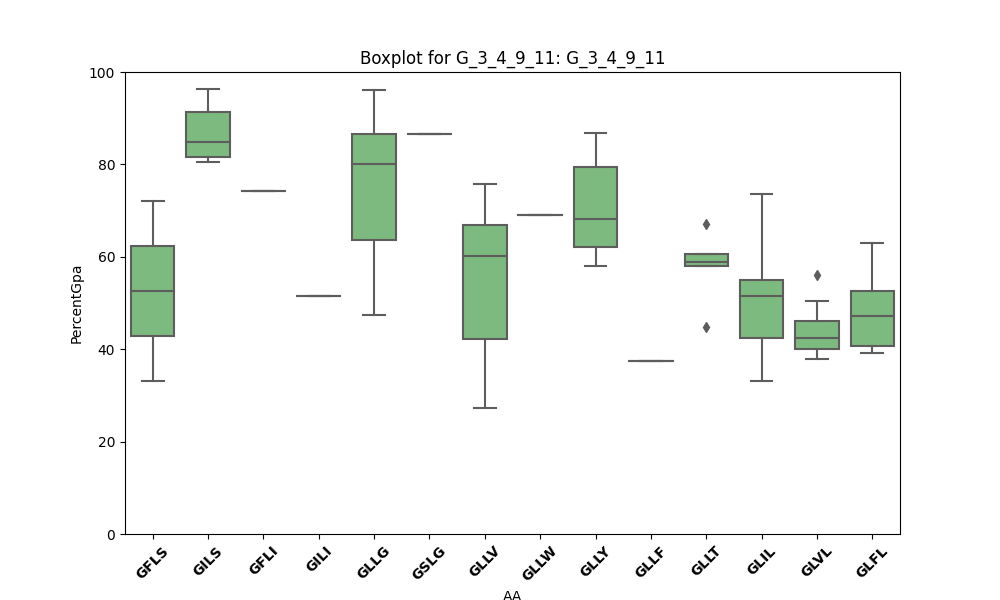 Boxplot for G_3_4_9_11: G_3_4_9_11
100
80
60
40
20
0
PercentGpa
GFLS GILS GFLI GILI GLLG GSLG GLLV GLLW GLLY GLLF GLLT GLIL GLVL GLFL
AA